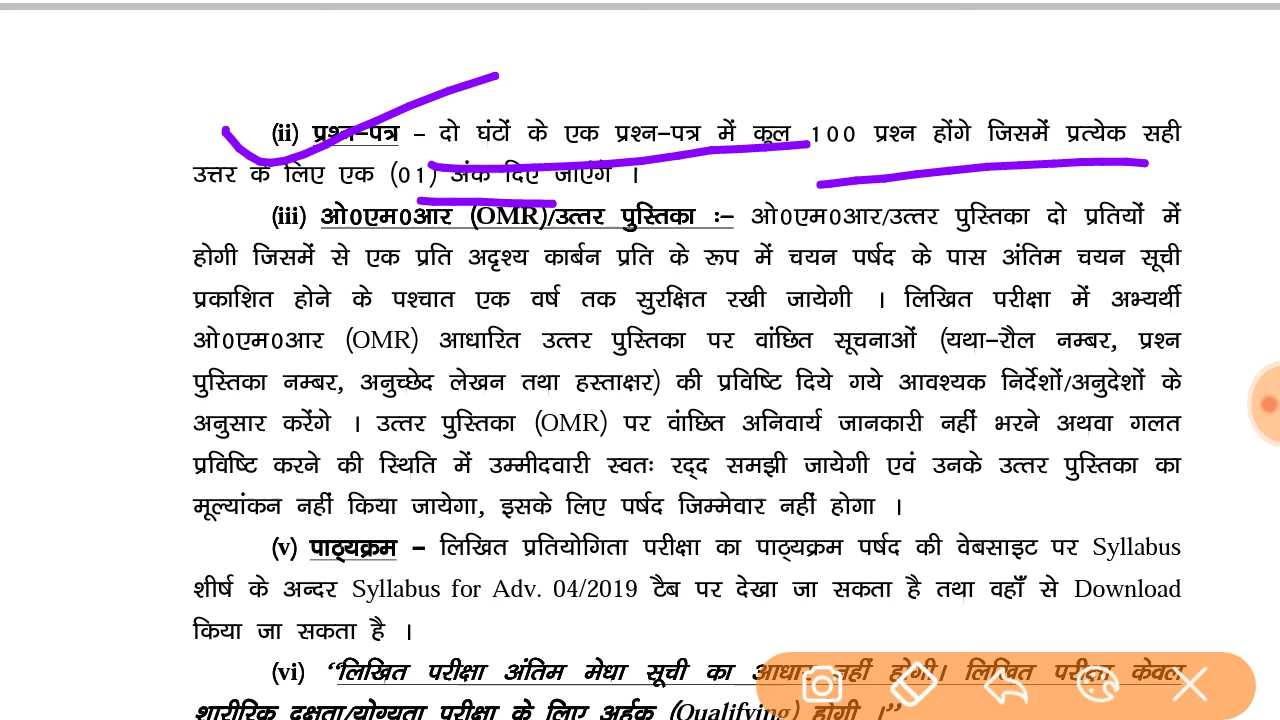 (ii) प्रश्न-पत्र – दो घंटों के एक प्रश्न-पत्र में कुल 100 प्रश्न होंगे जिसमें प्रत्येक सही
उत्तर के लिए एक (01) अंक दिए जाएंगे ।
(iii) ओ0एम0आर (OMR)/उत्तर पुस्तिका :- ओ0एम0आर/उत्तर पुस्तिका दो प्रतियों में
होगी जिसमें से एक प्रति अदृश्य कार्बन प्रति के रूप में चयन पर्षद के पास अंतिम चयन सूची
प्रकाशित होने के पश्चात एक वर्ष तक सुरक्षित रखी जायेगी । लिखित परीक्षा में अभ्यर्थी
ओ0एम0आर (OMR) आधारित उत्तर पुस्तिका पर वांछित सूचनाओं (यथा-रौल नम्बर, प्रश्न
पुस्तिका नम्बर, अनुच्छेद लेखन तथा हस्ताक्षर) की प्रविष्टि दिये गये आवश्यक निर्देशों/अनुदेशों के
अनुसार करेंगे । उत्तर पुस्तिका (OMR) पर वांछित अनिवार्य जानकारी नहीं भरने अथवा गलत
प्रविष्टि करने की स्थिति में उम्मीदवारी स्वतः रद्द समझी जायेगी एवं उनके उत्तर पुस्तिका का
मूल्यांकन नहीं किया जायेगा, इसके लिए पर्षद जिम्मेवार नहीं होगा ।
(v) पाठ्यक्रम – लिखित प्रतियोगिता परीक्षा का पाठ्यक्रम पर्षद की वेबसाइट पर Syllabus
शीर्ष के अन्दर Syllabus for Adv. 04/2019 टैब पर देखा जा सकता है तथा वहाँ से Download
किया जा सकता है ।
(vi) “लिखित परीक्षा अंतिम मेधा सूची का आधार नहीं होगी। लिखित परीक्षा केवल
शारीरिक दक्षता/योग्यता परीक्षा के लिए अर्हक (Qualifying) होगी ।”